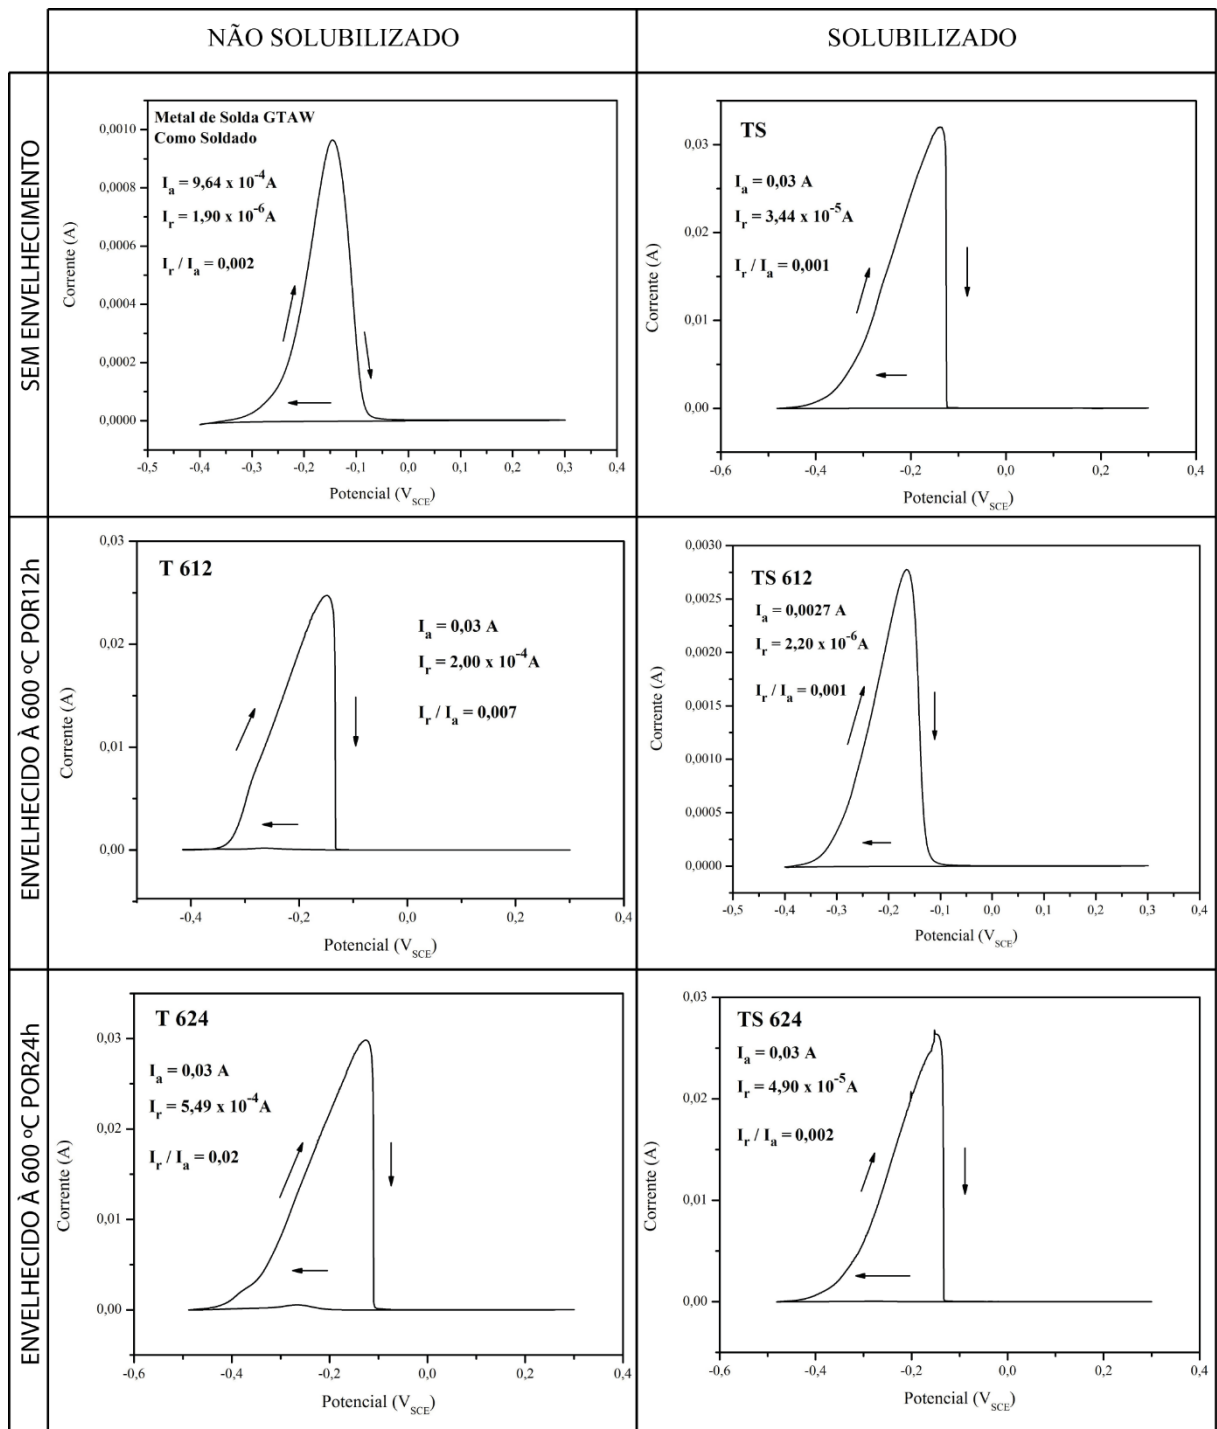 NÃO SOLUBILIZADO
SOLUBILIZADO
SEM ENVELHECIMENTO
Metal de Solda GTAW
Como Soldado
I_a = 9,64 x 10^-4 A
I_r = 1,90 x 10^-6 A
I_r / I_a = 0,002
0,0010
0,0008
0,0006
0,0004
0,0002
0,0000
Corrente (A)
-0,5 -0,4 -0,3 -0,2 -0,1 0,0 0,1 0,2 0,3 0,4
Potencial (V_SCE)
TS
I_a = 0,03 A
I_r = 3,44 x 10^-5 A
I_r / I_a = 0,001
0,03
0,02
0,01
0,00
Corrente (A)
-0,6 -0,4 -0,2 0,0 0,2 0,4
Potencial (V_SCE)
ENVELHECIDO À 600 ºC POR12h
T 612
I_a = 0,03 A
I_r = 2,00 x 10^-4 A
I_r / I_a = 0,007
0,03
0,02
0,01
0,00
Corrente (A)
-0,4 -0,2 0,0 0,2 0,4
Potencial (V_SCE)
TS 612
I_a = 0,0027 A
I_r = 2,20 x 10^-6 A
I_r / I_a = 0,001
0,0030
0,0025
0,0020
0,0015
0,0010
0,0005
0,0000
Corrente (A)
-0,5 -0,4 -0,3 -0,2 -0,1 0,0 0,1 0,2 0,3 0,4
Potencial (V_SCE)
ENVELHECIDO À 600 ºC POR24h
T 624
I_a = 0,03 A
I_r = 5,49 x 10^-4 A
I_r / I_a = 0,02
0,03
0,02
0,01
0,00
Corrente (A)
-0,6 -0,4 -0,2 0,0 0,2 0,4
Potencial (V_SCE)
TS 624
I_a = 0,03 A
I_r = 4,90 x 10^-5 A
I_r / I_a = 0,002
0,03
0,02
0,01
0,00
Corrente (A)
-0,6 -0,4 -0,2 0,0 0,2 0,4
Potencial (V_SCE)